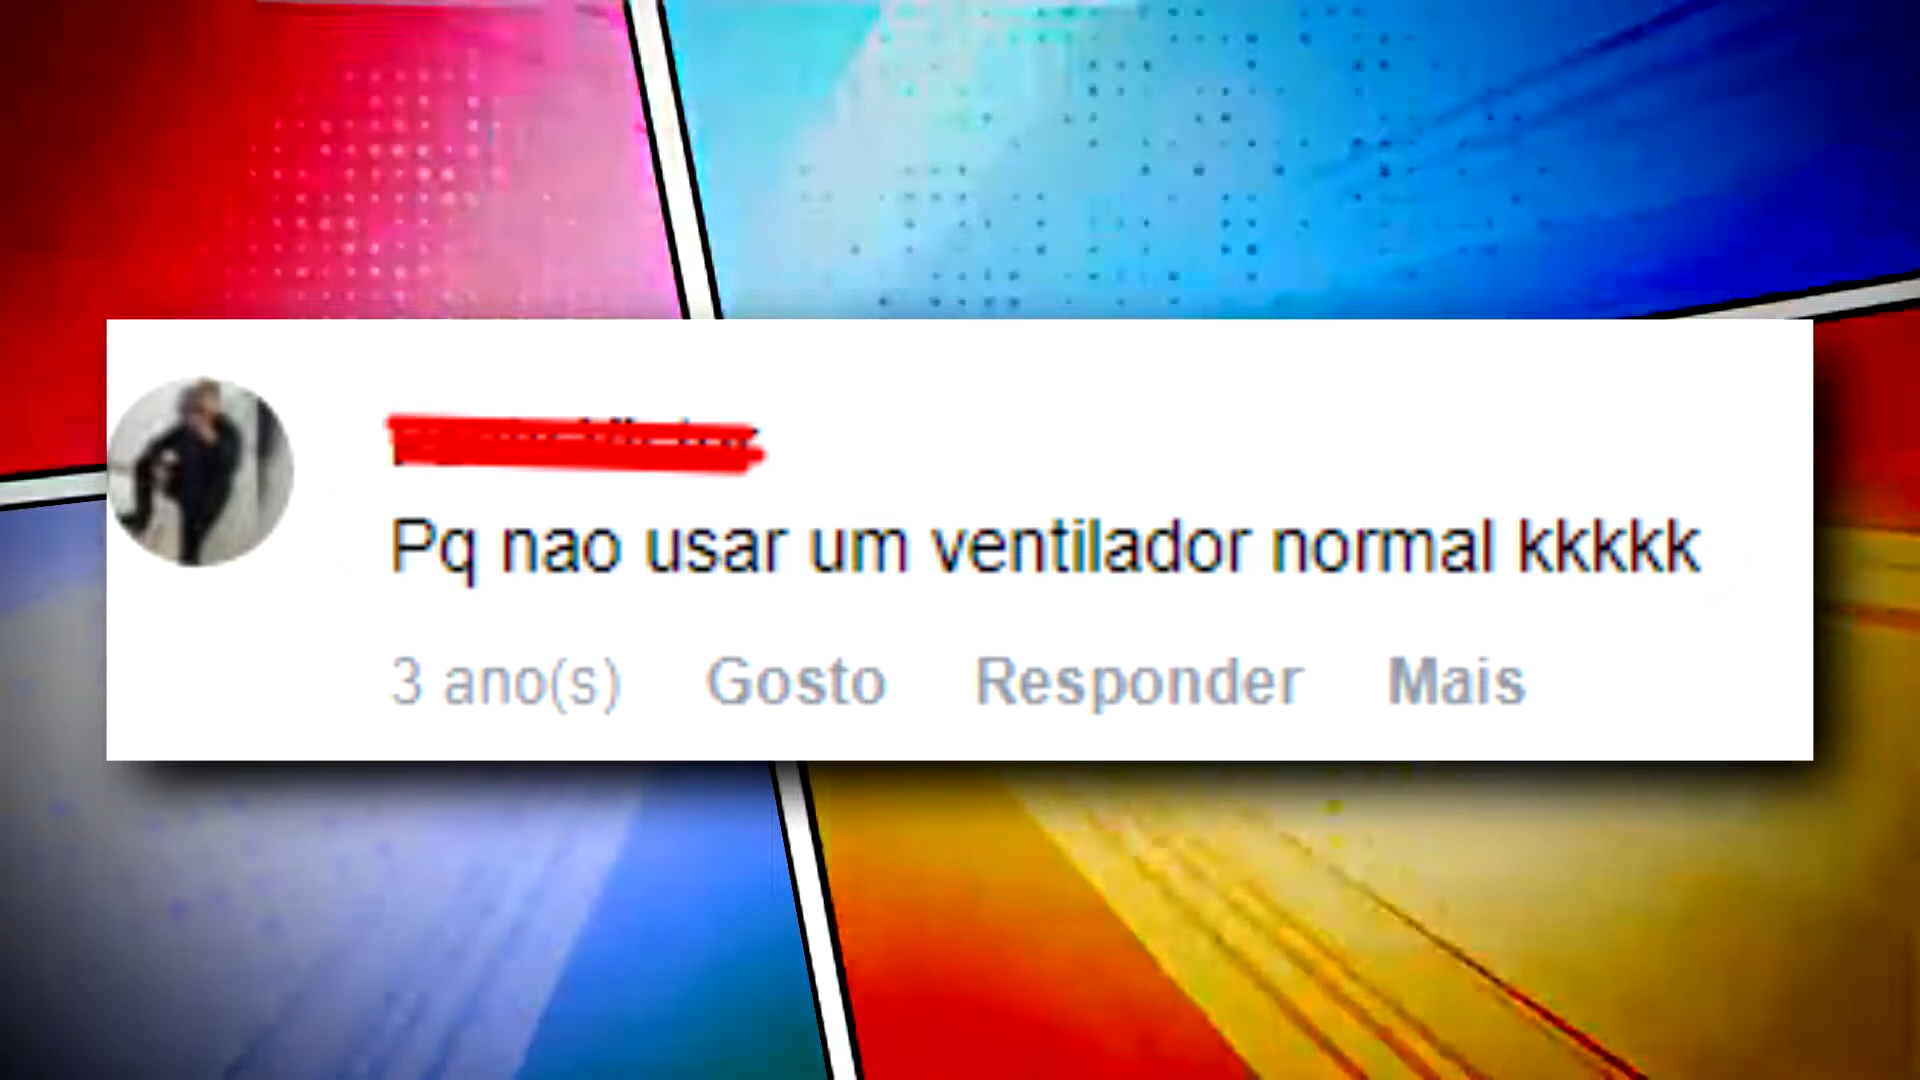 Pq nao usar um ventilador normal kkkkk
3 ano(s) Gosto Responder Mais